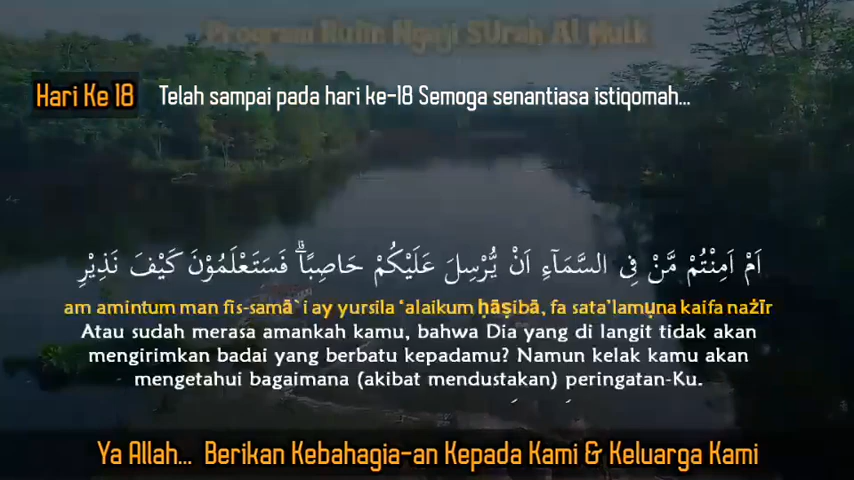 Program Rutin Ngaji SUrah Al Mulk
Hari Ke 18
Telah sampai pada hari ke-18 Semoga senantiasa istiqomah...
اَمْ اَمِنْتُمْ مَّنْ فِى السَّمَاۤءِ اَنْ يُّرْسِلَ عَلَيْكُمْ حَاصِبًاۗ فَسَتَعْلَمُوْنَ كَيْفَ نَذِيْرِ
am amintum man fis-samā`i ay yursila ‘alaikum ḥāṣibā, fa sata’lamụna kaifa nażīr
Atau sudah merasa amankah kamu, bahwa Dia yang di langit tidak akan
mengirimkan badai yang berbatu kepadamu? Namun kelak kamu akan
mengetahui bagaimana (akibat mendustakan) peringatan-Ku.
Ya Allah... Berikan Kebahagia-an Kepada Kami & Keluarga Kami